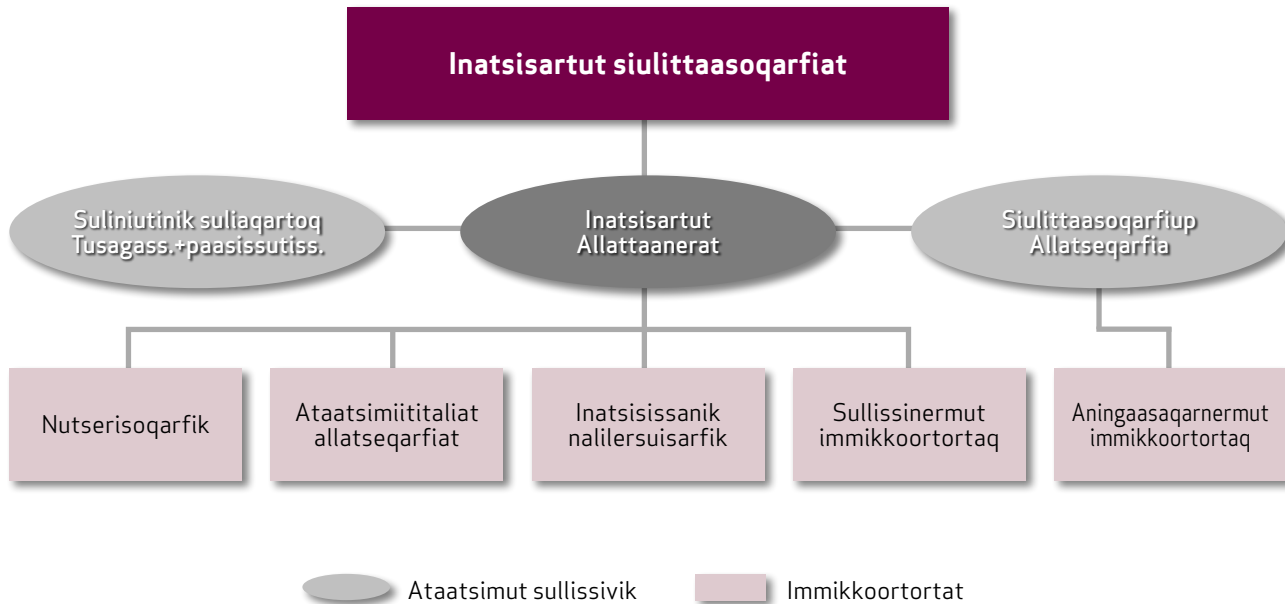 Inatsisartut siulittaasoqarfiat
Suliniutinik suliaqartoq
Tusagass.+paasissutiss.
Inatsisartut
Allattaanerat
Siulittaasoqarfiup
Allatseqarfia
Nutserisoqarfik
Ataatsimiititaliat
allatseqarfiat
Inatsisissanik
nalilersuisarfik
Sullissinermut
immikkoortortaq
Aningaasaqarnermut
immikkoortortaq
Ataatsimut sullissivik
Immikkoortortat